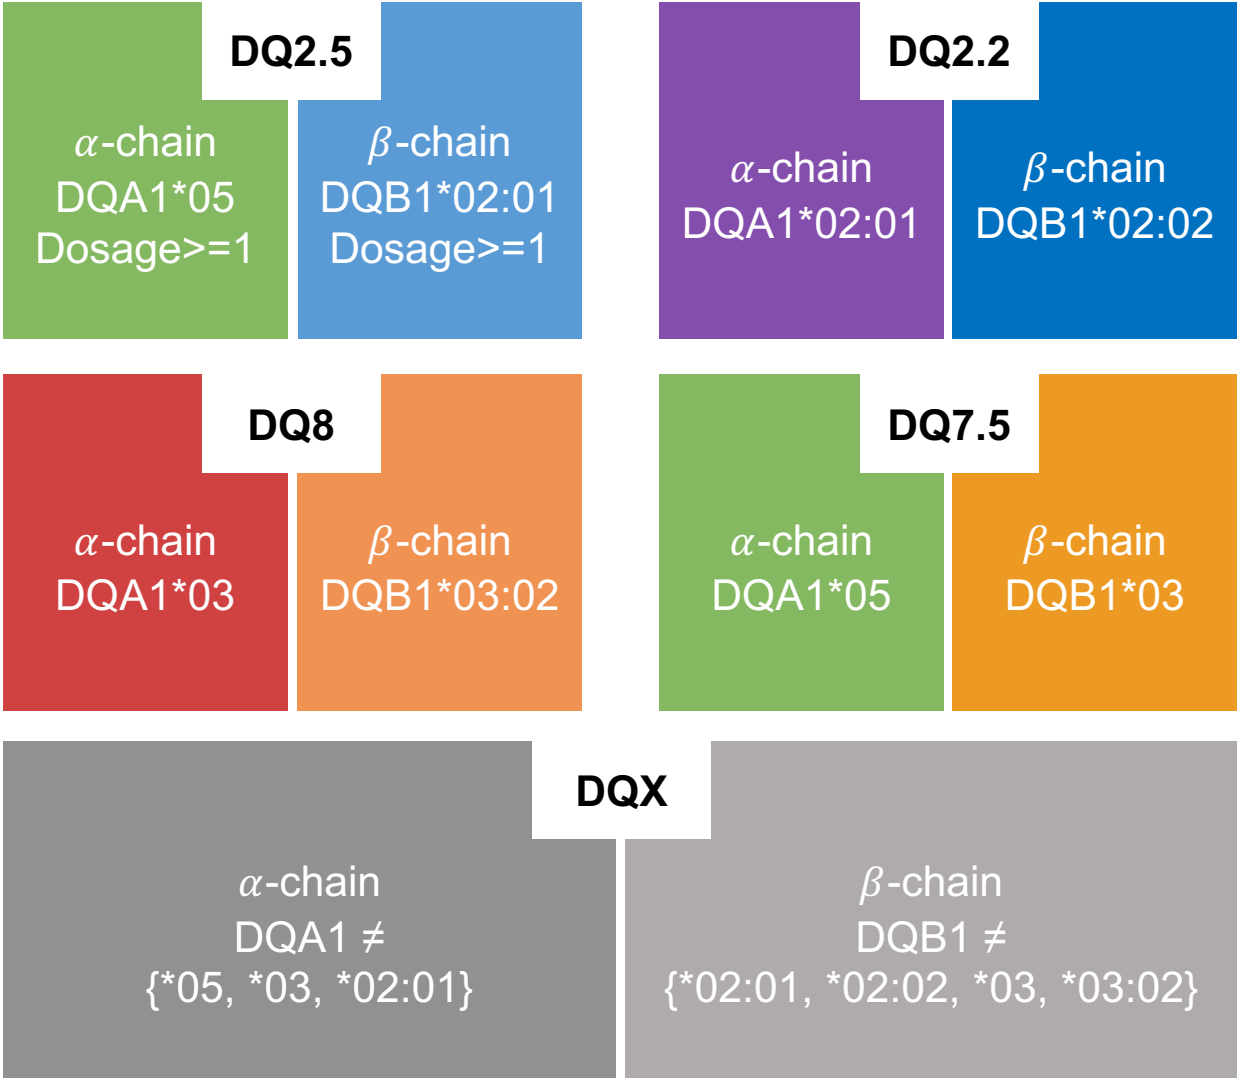 DQ2.5
𝛼-chain
DQA1*05
Dosage>=1
𝛽-chain
DQB1*02:01
Dosage>=1
DQ2.2
𝛼-chain
DQA1*02:01
𝛽-chain
DQB1*02:02
DQ8
𝛼-chain
DQA1*03
𝛽-chain
DQB1*03:02
DQ7.5
𝛼-chain
DQA1*05
𝛽-chain
DQB1*03
DQX
𝛼-chain
DQA1 ≠
{*05, *03, *02:01}
𝛽-chain
DQB1 ≠
{*02:01, *02:02, *03, *03:02}